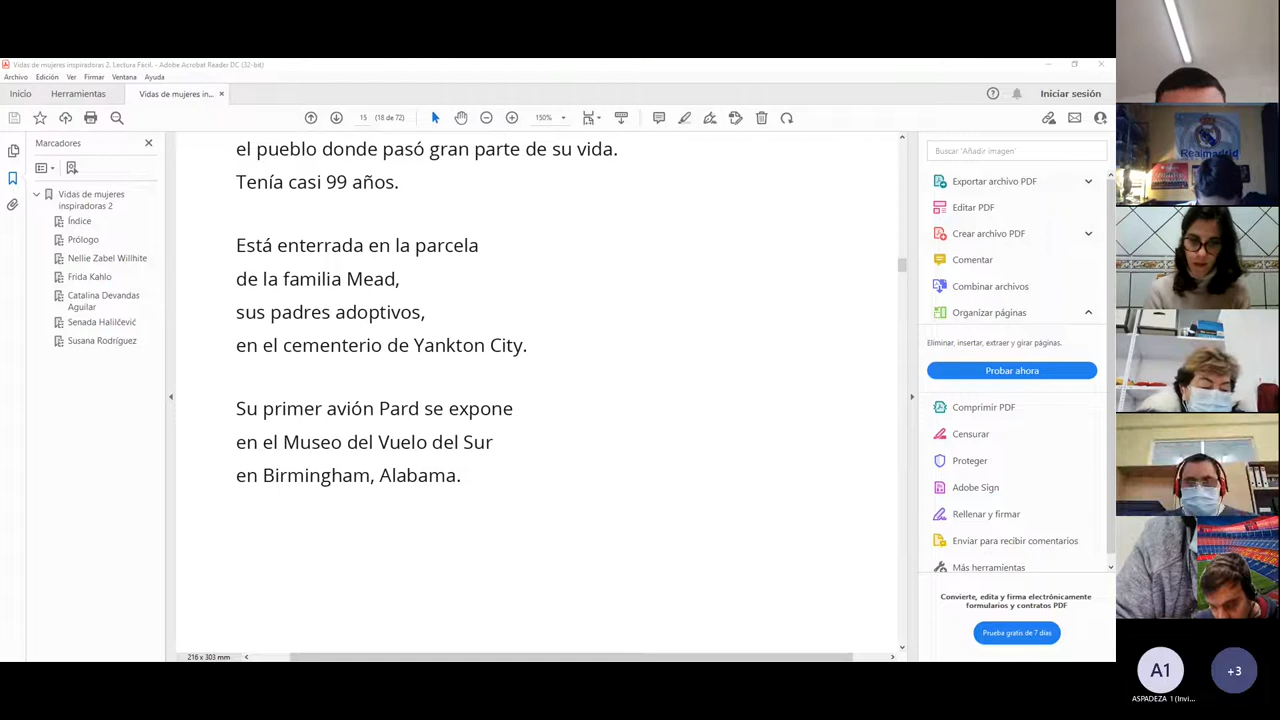 Vidas de mujeres inspiradoras 2. Lectura Fácil. - Adobe Acrobat Reader DC (32-bit)
Archivo Edición Ver Firmar Ventana Ayuda
Inicio Herramientas Vidas de mujeres in... × Iniciar sesión
15 (18 de 72) 150%
Marcadores
Vidas de mujeres
inspiradoras 2
Índice
Prólogo
Nellie Zabel Willhite
Frida Kahlo
Catalina Devandas
Aguilar
Senada Halilčević
Susana Rodríguez
el pueblo donde pasó gran parte de su vida.
Tenía casi 99 años.
Está enterrada en la parcela
de la familia Mead,
sus padres adoptivos,
en el cementerio de Yankton City.
Su primer avión Pard se expone
en el Museo del Vuelo del Sur
en Birmingham, Alabama.
216 x 303 mm
Buscar 'Añadir imagen'
Exportar archivo PDF
Editar PDF
Crear archivo PDF
Comentar
Combinar archivos
Organizar páginas
Eliminar, insertar, extraer y girar páginas.
Probar ahora
Comprimir PDF
Censurar
Proteger
Adobe Sign
Rellenar y firmar
Enviar para recibir comentarios
Más herramientas
Convierte, edita y firma electrónicamente
formularios y contratos PDF
Prueba gratis de 7 días
Realmadrid
A1
+3
ASPADEZA 1 (Invi...